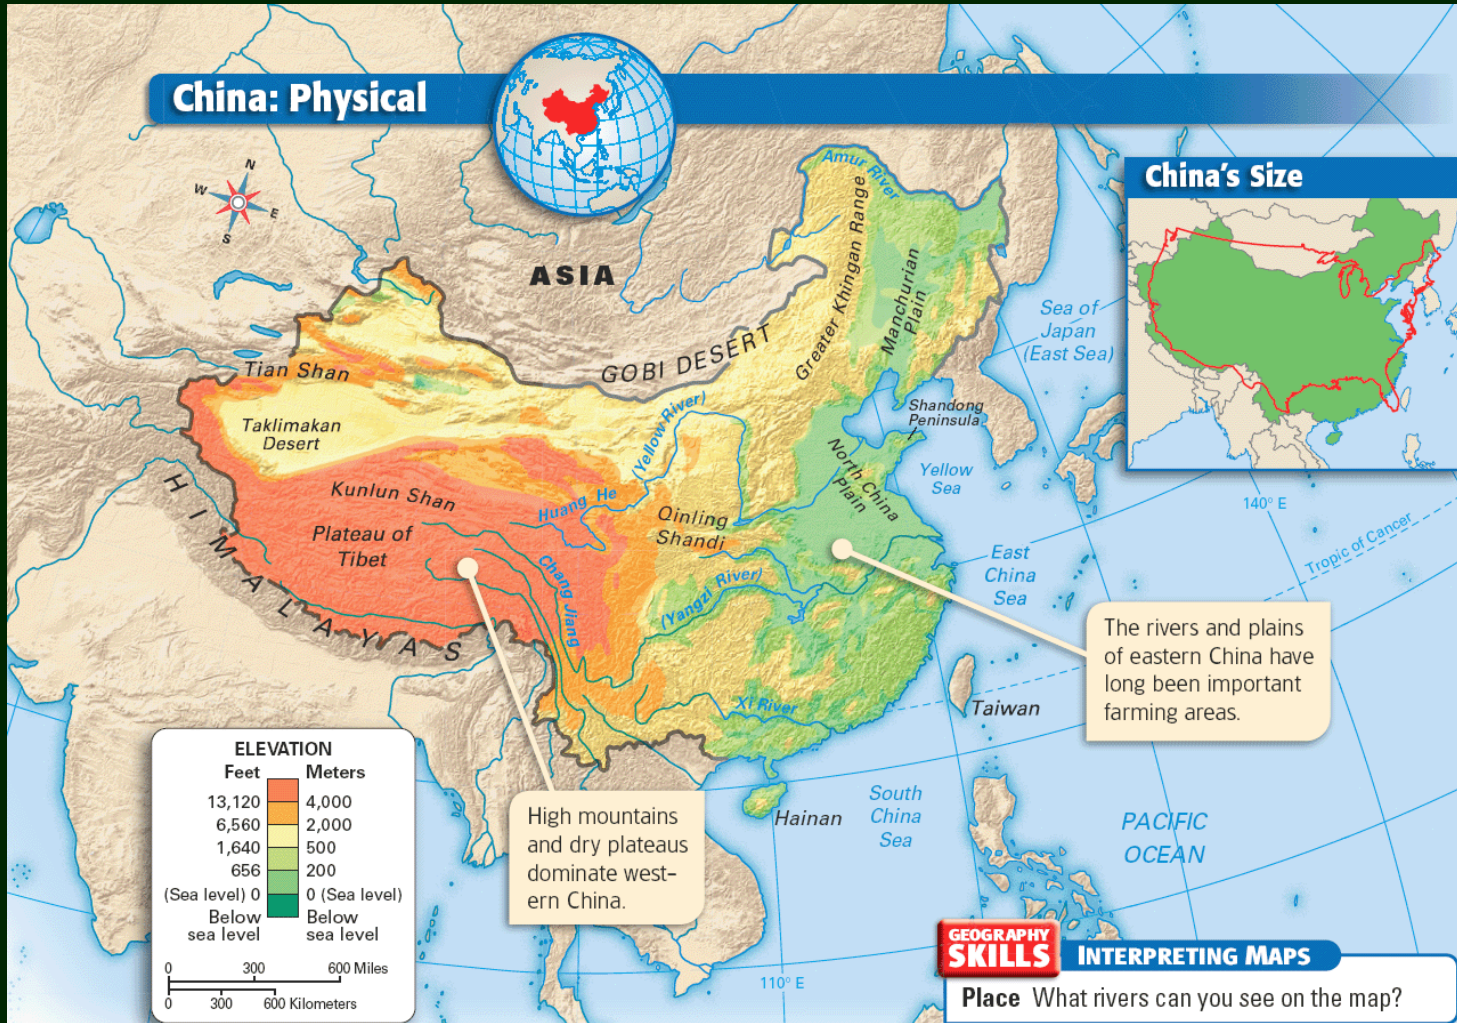 China: Physical
N
W
E
S
ASIA
China's Size
Amur River
Greater Khingan Range
Manchurian
Plain
Sea of
Japan
(East Sea)
GOBI DESERT
Tian Shan
Taklimakan
Desert
Shandong
Peninsula
(Yellow River)
Huang He
North China
Plain
Yellow
Sea
140° E
Tropic of Cancer
Kunlun Shan
Plateau of
Tibet
Qinling
Shandi
HIMALAYAS
Chang Jiang
(Yangzi River)
East
China
Sea
The rivers and plains
of eastern China have
long been important
farming areas.
Xi River
Taiwan
ELEVATION
Feet Meters
13,120 4,000
6,560 2,000
1,640 500
656 200
(Sea level) 0 0 (Sea level)
Below Below
sea level sea level
0 300 600 Miles
0 300 600 Kilometers
High mountains
and dry plateaus
dominate west-
ern China.
Hainan
South
China
Sea
PACIFIC
OCEAN
110° E
GEOGRAPHY
SKILLS
INTERPRETING MAPS
Place What rivers can you see on the map?